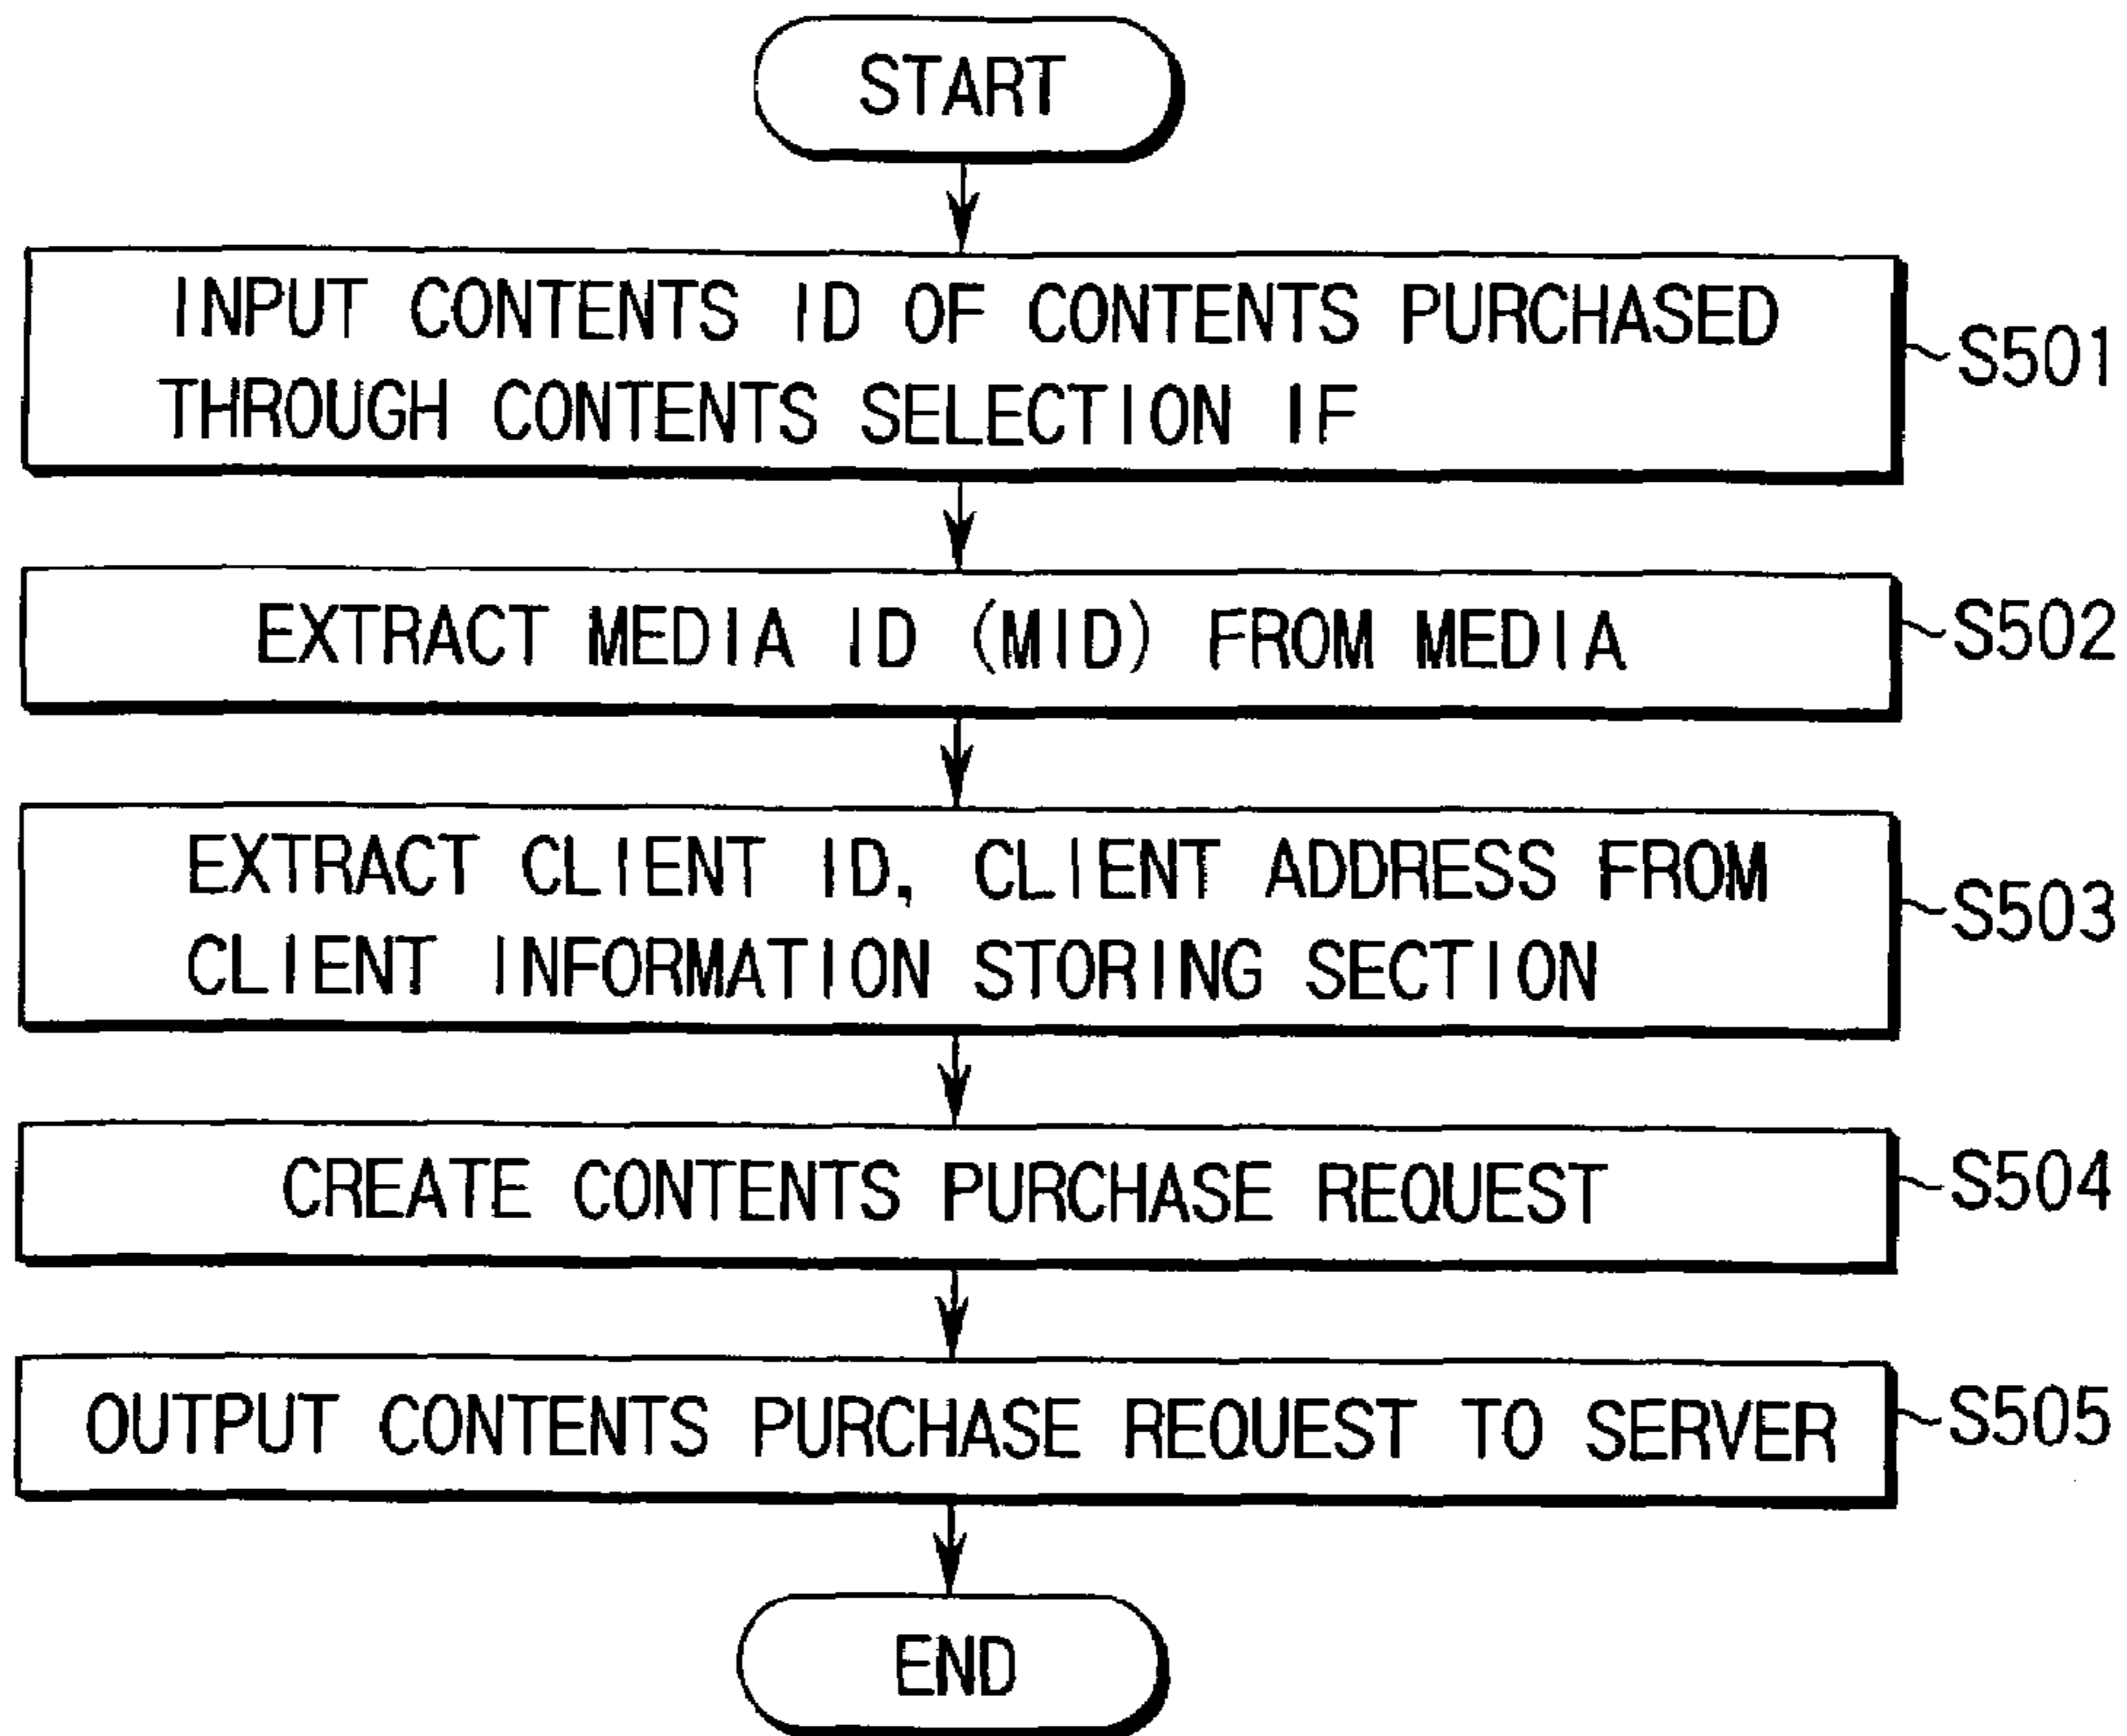 START
INPUT CONTENTS ID OF CONTENTS PURCHASED
THROUGH CONTENTS SELECTION IF
S501
EXTRACT MEDIA ID (MID) FROM MEDIA
S502
EXTRACT CLIENT ID, CLIENT ADDRESS FROM
CLIENT INFORMATION STORING SECTION
S503
CREATE CONTENTS PURCHASE REQUEST
S504
OUTPUT CONTENTS PURCHASE REQUEST TO SERVER
S505
END